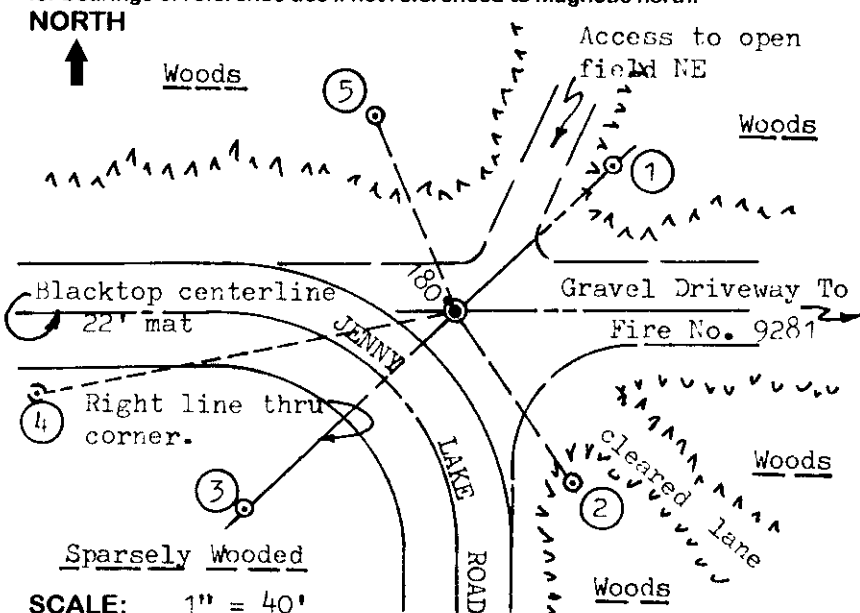 NORTH
Woods
5
Access to open
field NE
Woods
1
180
Blacktop centerline
22' mat
JENNY
Gravel Driveway To
Fire No. 9281
4
Right line thru
corner.
LAKE
cleared lane
Woods
3
2
Sparsely Wooded
ROAD
Woods
SCALE: 1" = 40'